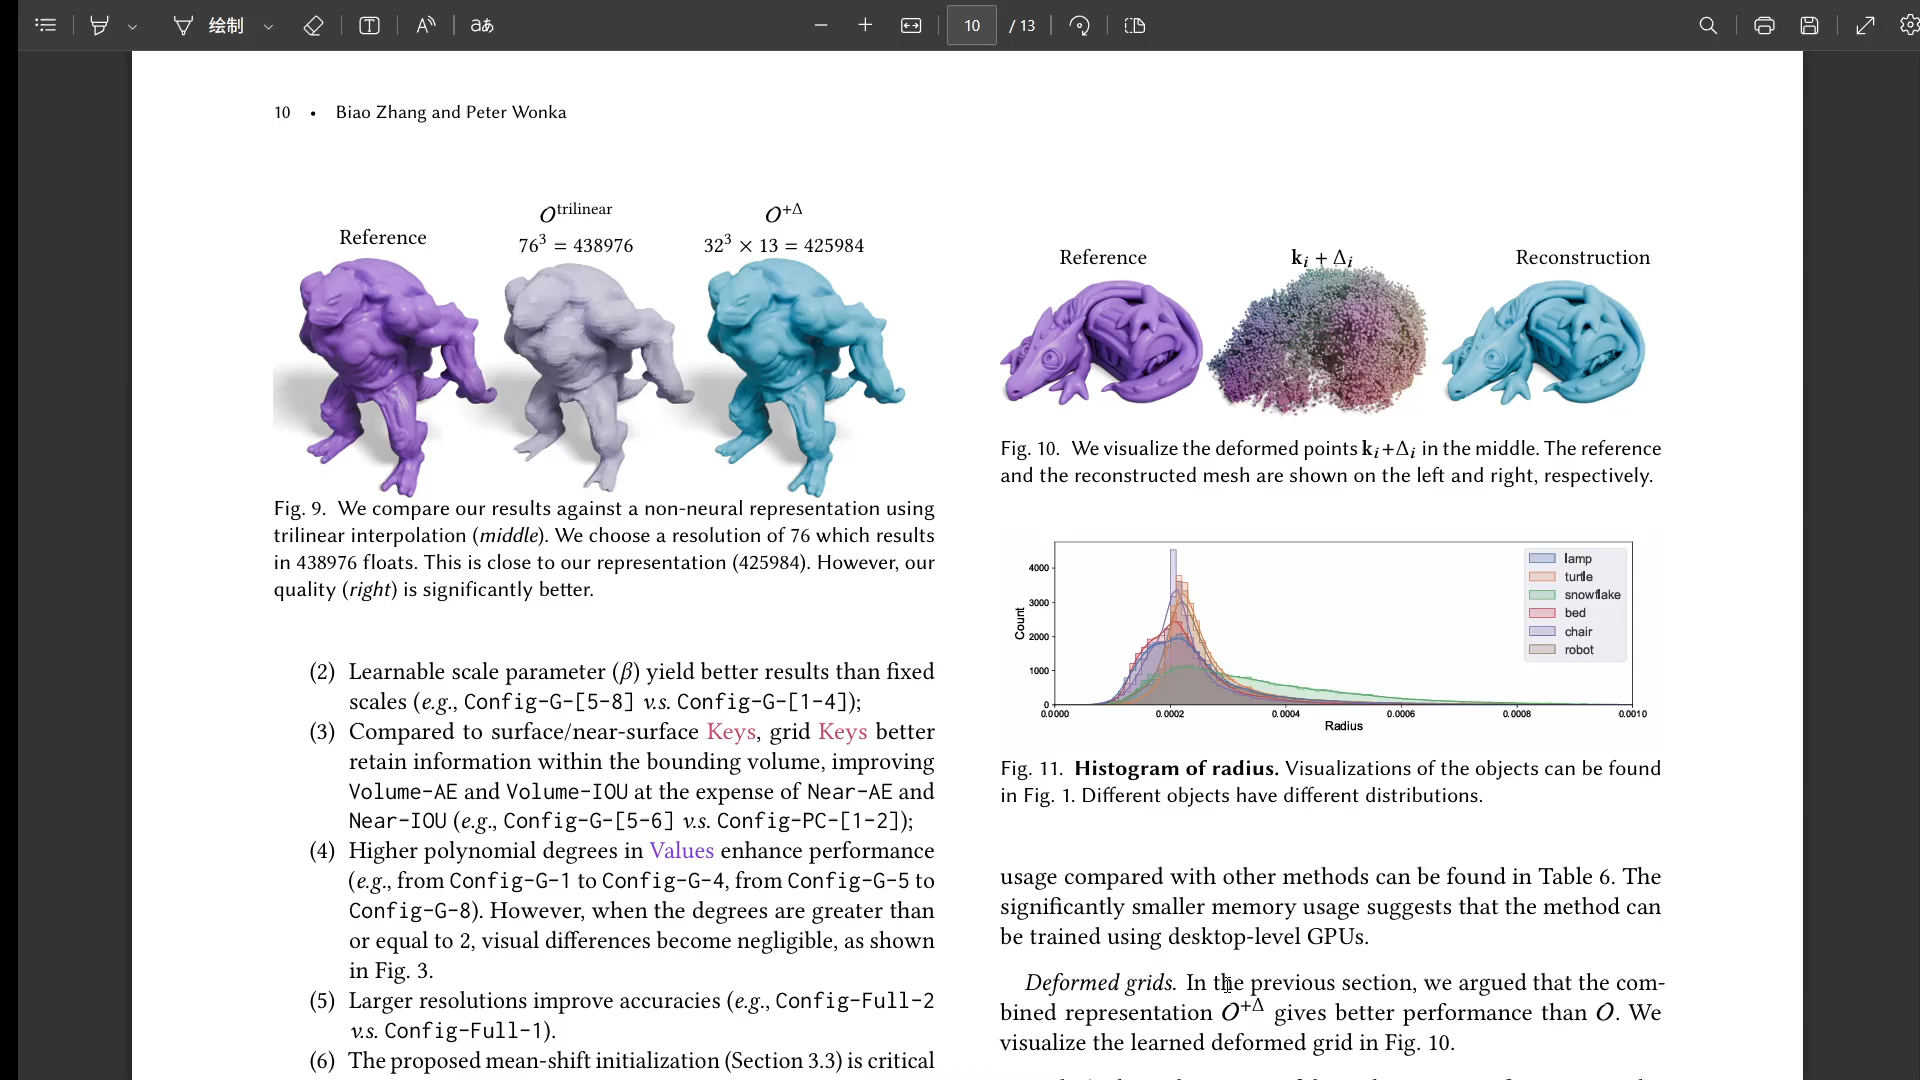 绘制
aあ
10 / 13
10 • Biao Zhang and Peter Wonka
Reference
𝒪^trilinear
76³ = 438976
𝒪^+Δ
32³ × 13 = 425984
Fig. 9. We compare our results against a non-neural representation using
trilinear interpolation (middle). We choose a resolution of 76 which results
in 438976 floats. This is close to our representation (425984). However, our
quality (right) is significantly better.
(2) Learnable scale parameter (β) yield better results than fixed
scales (e.g., Config-G-[5-8] v.s. Config-G-[1-4]);
(3) Compared to surface/near-surface Keys, grid Keys better
retain information within the bounding volume, improving
Volume-AE and Volume-IOU at the expense of Near-AE and
Near-IOU (e.g., Config-G-[5-6] v.s. Config-PC-[1-2]);
(4) Higher polynomial degrees in Values enhance performance
(e.g., from Config-G-1 to Config-G-4, from Config-G-5 to
Config-G-8). However, when the degrees are greater than
or equal to 2, visual differences become negligible, as shown
in Fig. 3.
(5) Larger resolutions improve accuracies (e.g., Config-Full-2
v.s. Config-Full-1).
(6) The proposed mean-shift initialization (Section 3.3) is critical
Reference
kᵢ + Δᵢ
Reconstruction
Fig. 10. We visualize the deformed points kᵢ+Δᵢ in the middle. The reference
and the reconstructed mesh are shown on the left and right, respectively.
Count
4000
3000
2000
1000
0
0.0000 0.0002 0.0004 0.0006 0.0008 0.0010
Radius
lamp
turtle
snowflake
bed
chair
robot
Fig. 11. Histogram of radius. Visualizations of the objects can be found
in Fig. 1. Different objects have different distributions.
usage compared with other methods can be found in Table 6. The
significantly smaller memory usage suggests that the method can
be trained using desktop-level GPUs.
Deformed grids. In the previous section, we argued that the com-
bined representation 𝒪^+Δ gives better performance than 𝒪. We
visualize the learned deformed grid in Fig. 10.